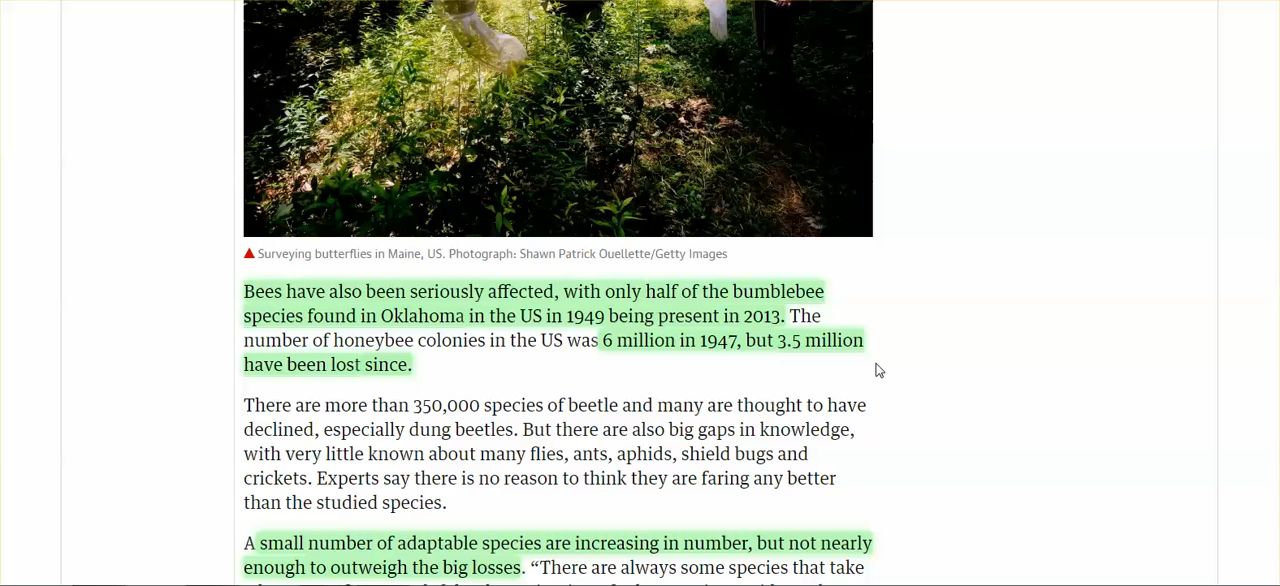 Surveying butterflies in Maine, US. Photograph: Shawn Patrick Ouellette/Getty Images
Bees have also been seriously affected, with only half of the bumblebee
species found in Oklahoma in the US in 1949 being present in 2013. The
number of honeybee colonies in the US was 6 million in 1947, but 3.5 million
have been lost since.
There are more than 350,000 species of beetle and many are thought to have
declined, especially dung beetles. But there are also big gaps in knowledge,
with very little known about many flies, ants, aphids, shield bugs and
crickets. Experts say there is no reason to think they are faring any better
than the studied species.
A small number of adaptable species are increasing in number, but not nearly
enough to outweigh the big losses. “There are always some species that take